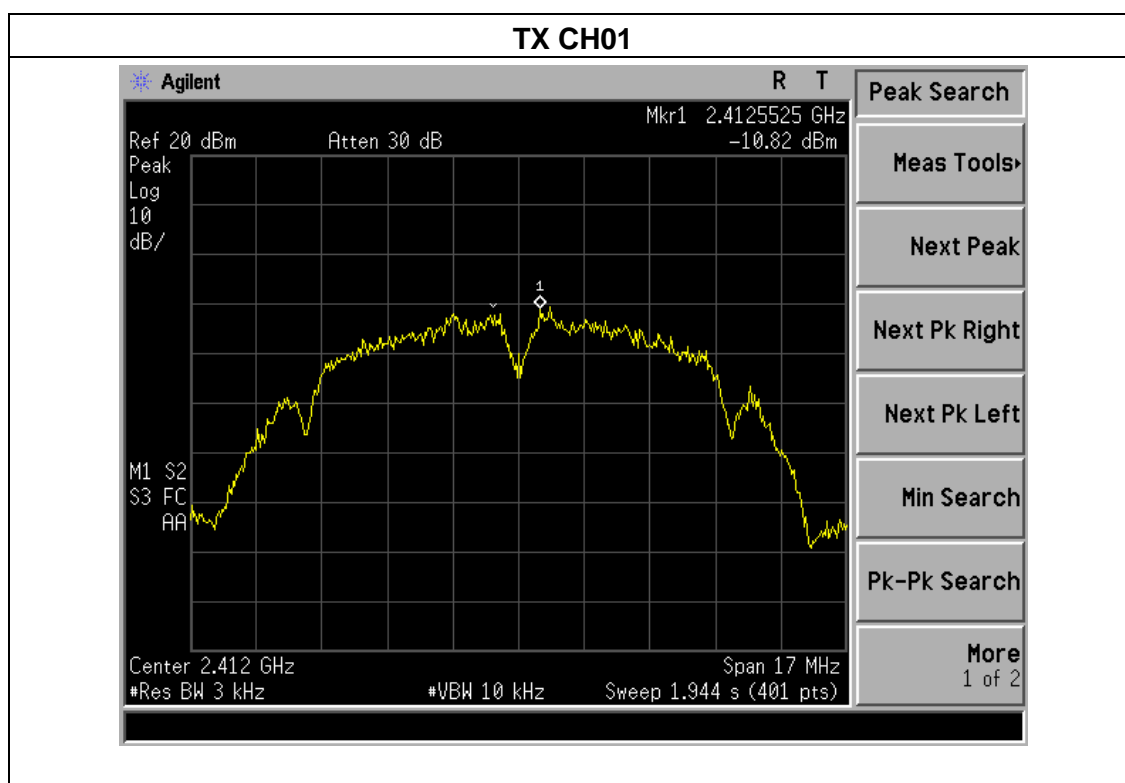 TX CH01
Agilent R T
Mkr1 2.4125525 GHz
Ref 20 dBm Atten 30 dB -10.82 dBm
Peak
Log
10
dB/
1
M1 S2
S3 FC
AA
Center 2.412 GHz Span 17 MHz
#Res BW 3 kHz #VBW 10 kHz Sweep 1.944 s (401 pts)
Peak Search
Meas Tools
Next Peak
Next Pk Right
Next Pk Left
Min Search
Pk-Pk Search
More
1 of 2